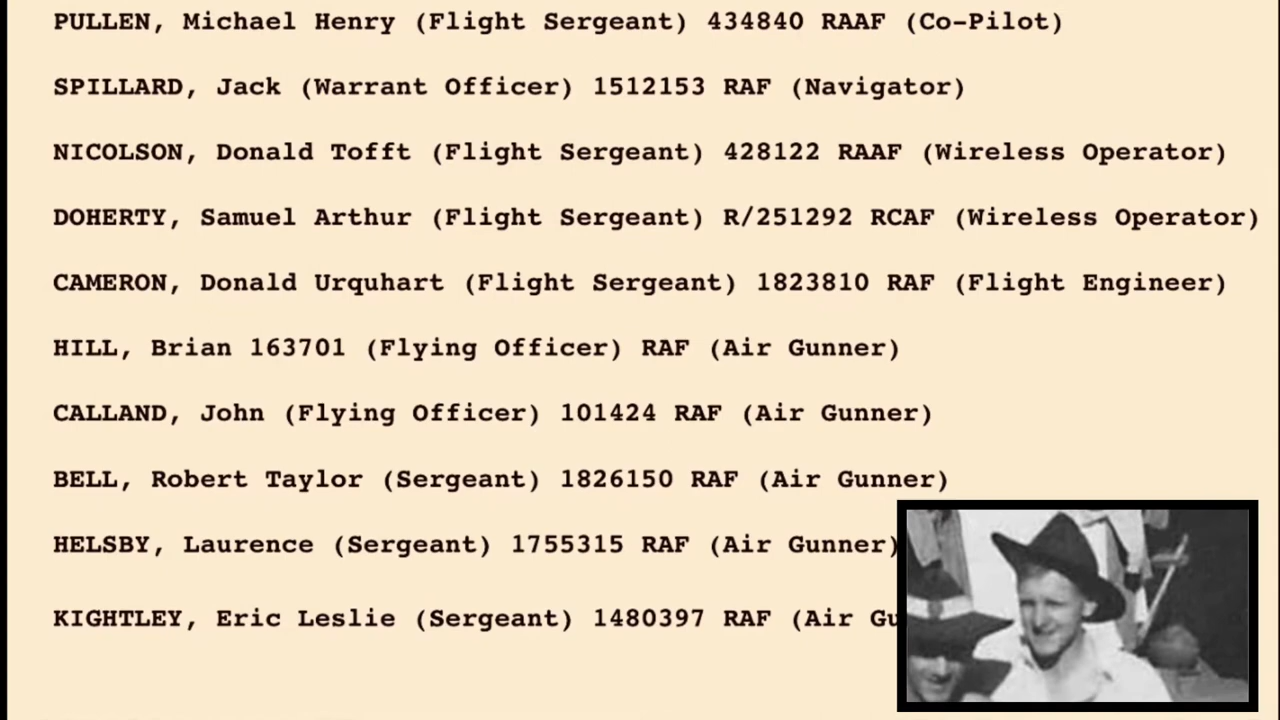 PULLEN, Michael Henry (Flight Sergeant) 434840 RAAF (Co-Pilot)
SPILLARD, Jack (Warrant Officer) 1512153 RAF (Navigator)
NICOLSON, Donald Tofft (Flight Sergeant) 428122 RAAF (Wireless Operator)
DOHERTY, Samuel Arthur (Flight Sergeant) R/251292 RCAF (Wireless Operator)
CAMERON, Donald Urquhart (Flight Sergeant) 1823810 RAF (Flight Engineer)
HILL, Brian 163701 (Flying Officer) RAF (Air Gunner)
CALLAND, John (Flying Officer) 101424 RAF (Air Gunner)
BELL, Robert Taylor (Sergeant) 1826150 RAF (Air Gunner)
HELSBY, Laurence (Sergeant) 1755315 RAF (Air Gunner)
KIGHTLEY, Eric Leslie (Sergeant) 1480397 RAF (Air